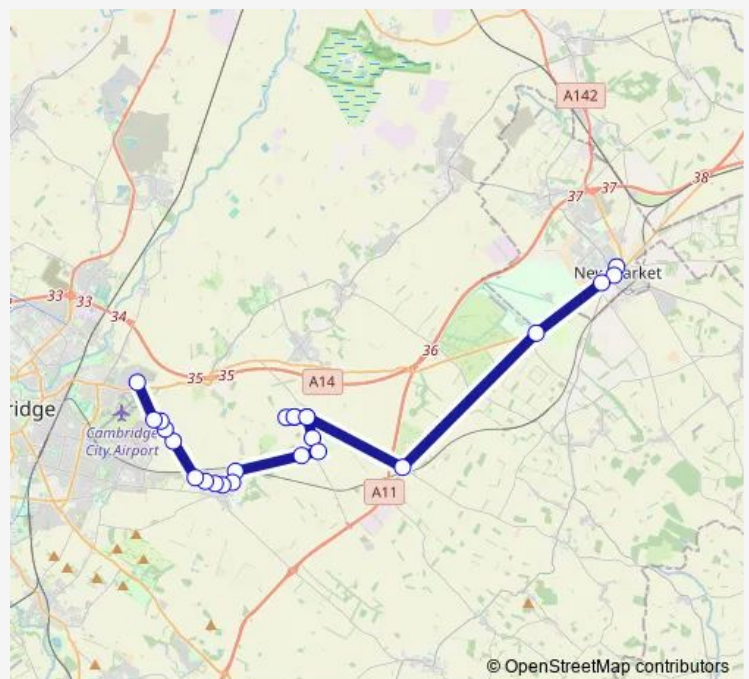 A142
37
37
38
Newmarket
33
33
34
36
35
35
A14
ridge
Cambridge
City Airport
A11
© OpenStreetMap contributors